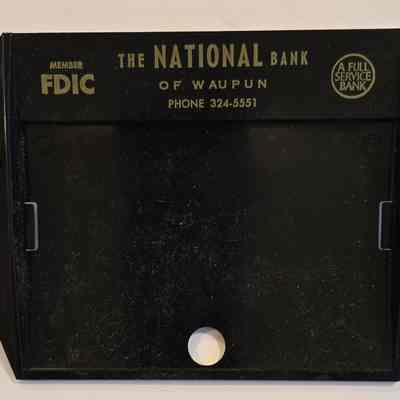 MEMBER
FDIC
THE NATIONAL BANK
OF WAUPUN
PHONE 324-5551
A FULL
SERVICE
BANK